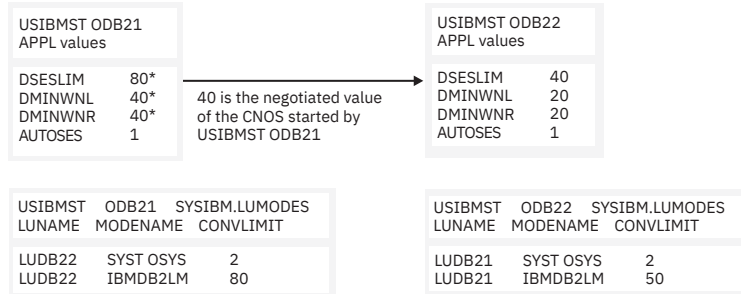 USIBMST ODB21
APPL values
DSESLIM 80*
DMINWNL 40*
DMINWNR 40*
AUTOSES 1
40 is the negotiated value
of the CNOS started by
USIBMST ODB21
USIBMST ODB22
APPL values
DSESLIM 40
DMINWNL 20
DMINWNR 20
AUTOSES 1
USIBMST ODB21 SYSIBM.LUMODES
LUNAME MODENAME CONVLIMIT
LUDB22 SYST OSYS 2
LUDB22 IBMDB2LM 80
USIBMST ODB22 SYSIBM.LUMODES
LUNAME MODENAME CONVLIMIT
LUDB21 SYST OSYS 2
LUDB21 IBMDB2LM 50